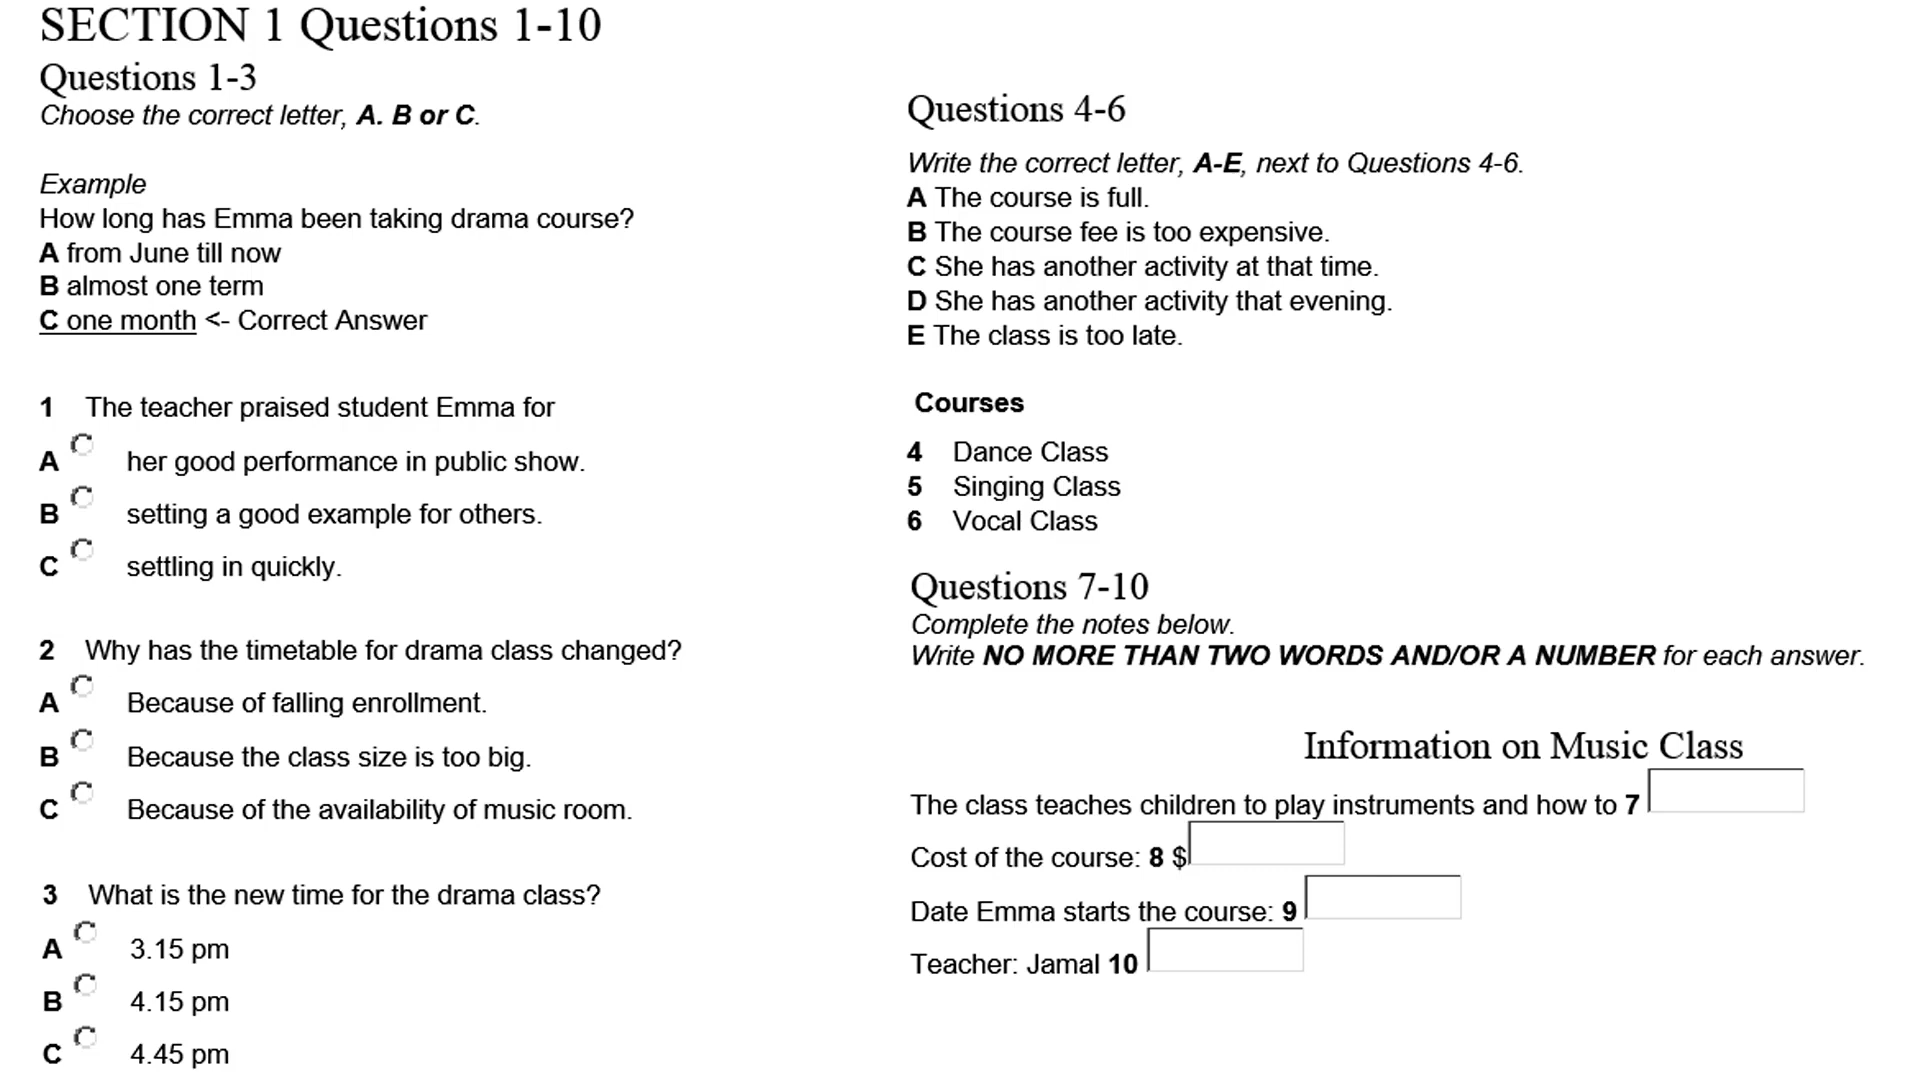 SECTION 1 Questions 1-10
Questions 1-3
Choose the correct letter, A. B or C.
Example
How long has Emma been taking drama course?
A from June till now
B almost one term
C one month <- Correct Answer
1 The teacher praised student Emma for
A her good performance in public show.
B setting a good example for others.
C settling in quickly.
2 Why has the timetable for drama class changed?
A Because of falling enrollment.
B Because the class size is too big.
C Because of the availability of music room.
3 What is the new time for the drama class?
A 3.15 pm
B 4.15 pm
C 4.45 pm
Questions 4-6
Write the correct letter, A-E, next to Questions 4-6.
A The course is full.
B The course fee is too expensive.
C She has another activity at that time.
D She has another activity that evening.
E The class is too late.
Courses
4 Dance Class
5 Singing Class
6 Vocal Class
Questions 7-10
Complete the notes below.
Write NO MORE THAN TWO WORDS AND/OR A NUMBER for each answer.
Information on Music Class
The class teaches children to play instruments and how to 7
Cost of the course: 8 $
Date Emma starts the course: 9
Teacher: Jamal 10